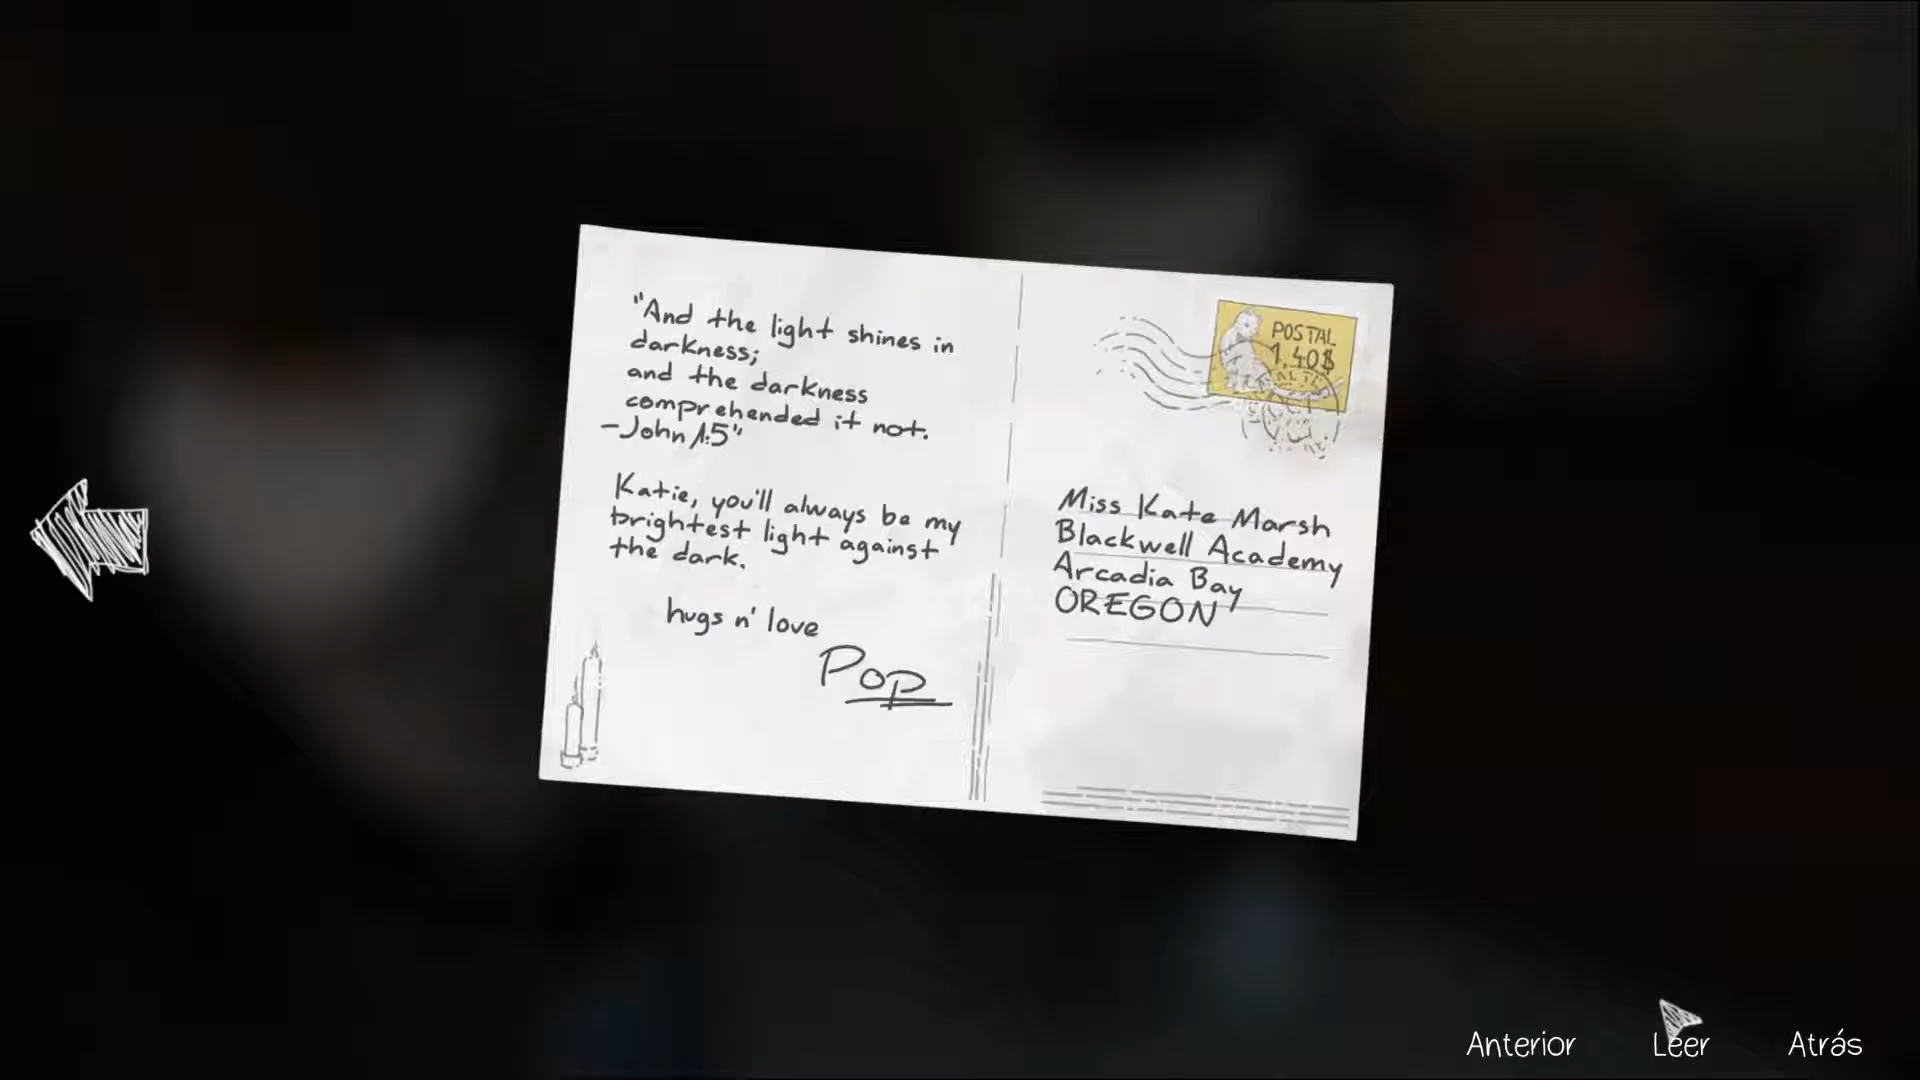 "And the light shines in
darkness;
and the darkness
comprehended it not.
-John 1:5"
Katie, you'll always be my
brightest light against
the dark.
hugs n' love
Pop
POSTAL
1,40$
Miss Kate Marsh
Blackwell Academy
Arcadia Bay
OREGON
Anterior
Leer
Atrás